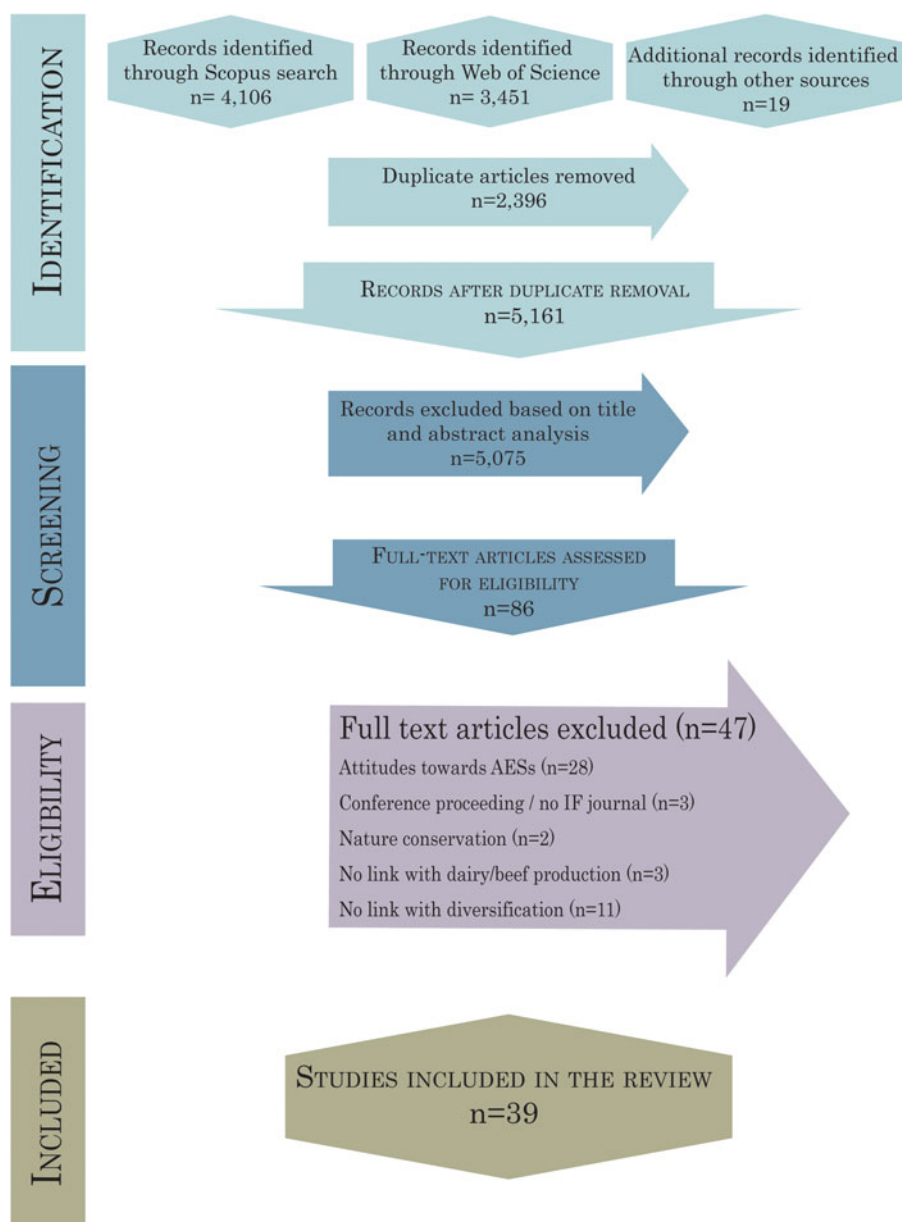 IDENTIFICATION
Records identified
through Scopus search
n= 4,106
Records identified
through Web of Science
n= 3,451
Additional records identified
through other sources
n=19
Duplicate articles removed
n=2,396
RECORDS AFTER DUPLICATE REMOVAL
n=5,161
SCREENING
Records excluded based on title
and abstract analysis
n=5,075
FULL-TEXT ARTICLES ASSESSED
FOR ELIGIBILITY
n=86
ELIGIBILITY
Full text articles excluded (n=47)
Attitudes towards AESs (n=28)
Conference proceeding / no IF journal (n=3)
Nature conservation (n=2)
No link with dairy/beef production (n=3)
No link with diversification (n=11)
INCLUDED
STUDIES INCLUDED IN THE REVIEW
n=39